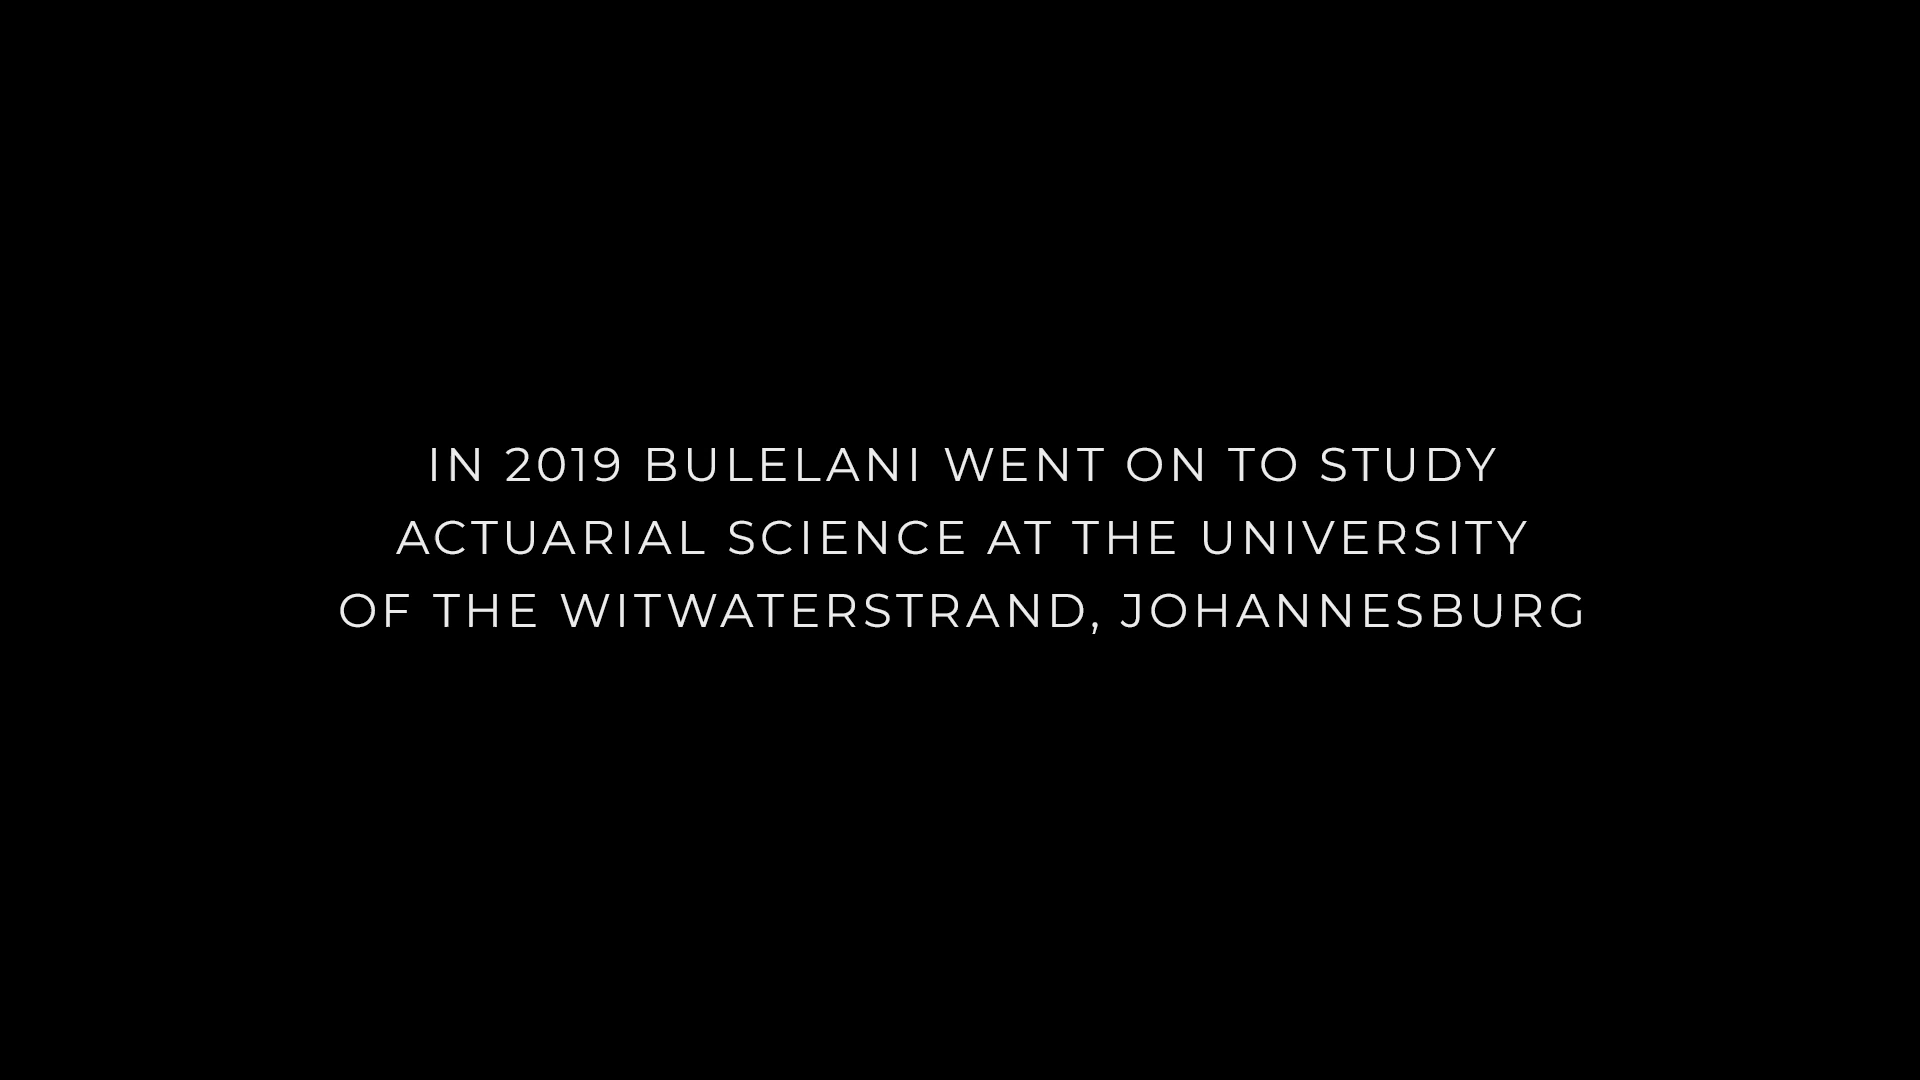 IN 2019 BULELANI WENT ON TO STUDY
ACTUARIAL SCIENCE AT THE UNIVERSITY
OF THE WITWATERSTRAND, JOHANNESBURG